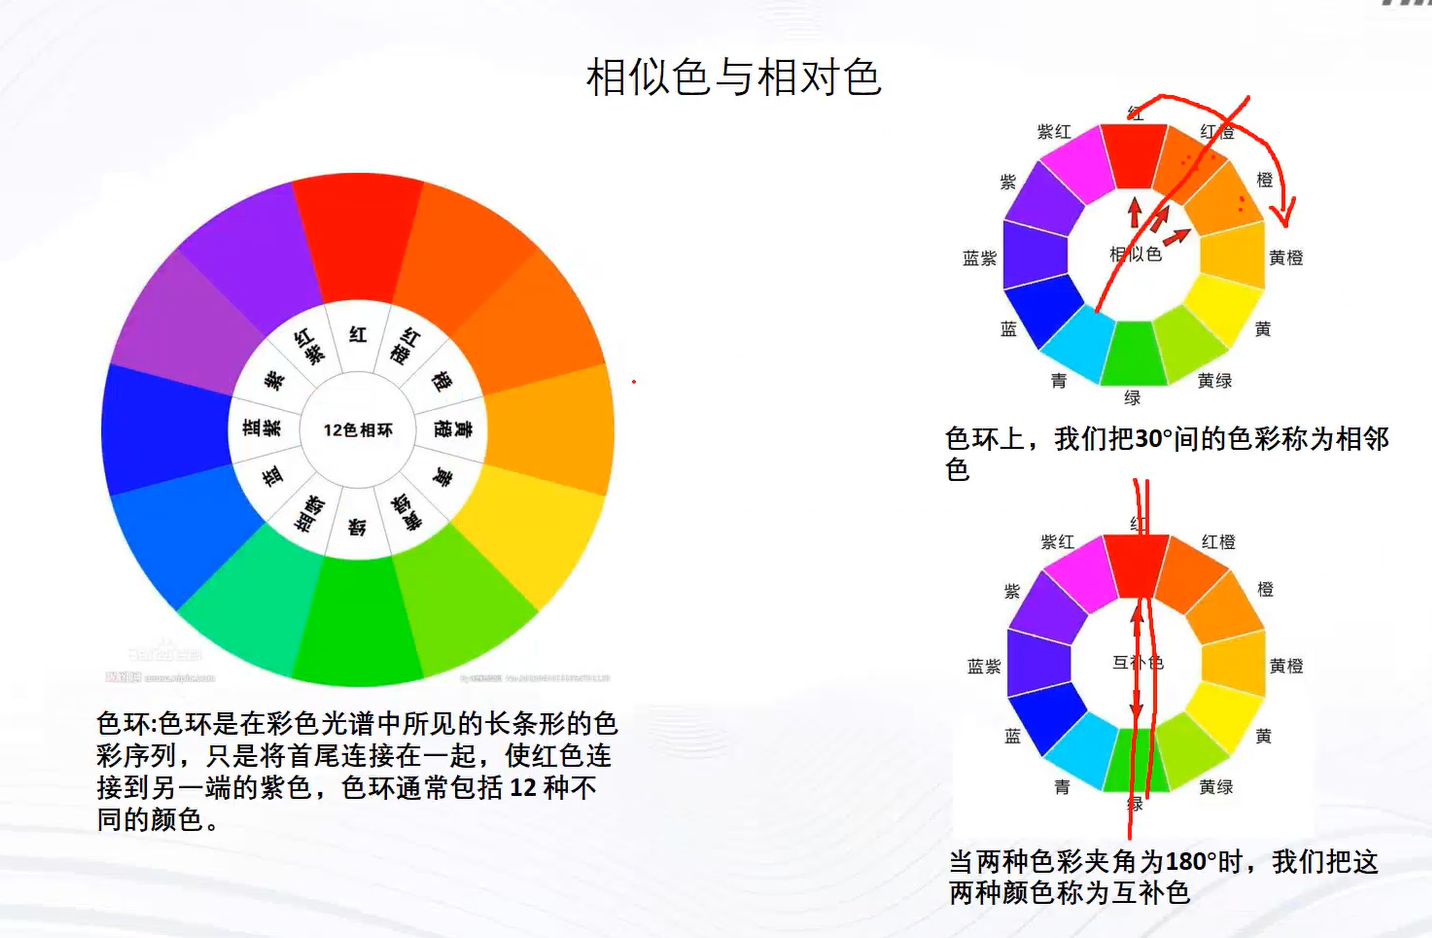 相似色与相对色
红
红橙
橙
黄橙
黄
黄绿
绿
蓝绿
蓝
蓝紫
紫
红紫
12色相环
色环:色环是在彩色光谱中所见的长条形的色
彩序列，只是将首尾连接在一起，使红色连
接到另一端的紫色，色环通常包括 12 种不
同的颜色。
红
紫红
红橙
紫
橙
蓝紫
相似色
黄橙
蓝
黄
青
黄绿
绿
色环上，我们把30°间的色彩称为相邻
色
红
紫红
红橙
紫
橙
蓝紫
互补色
黄橙
蓝
黄
青
黄绿
绿
当两种色彩夹角为180°时，我们把这
两种颜色称为互补色